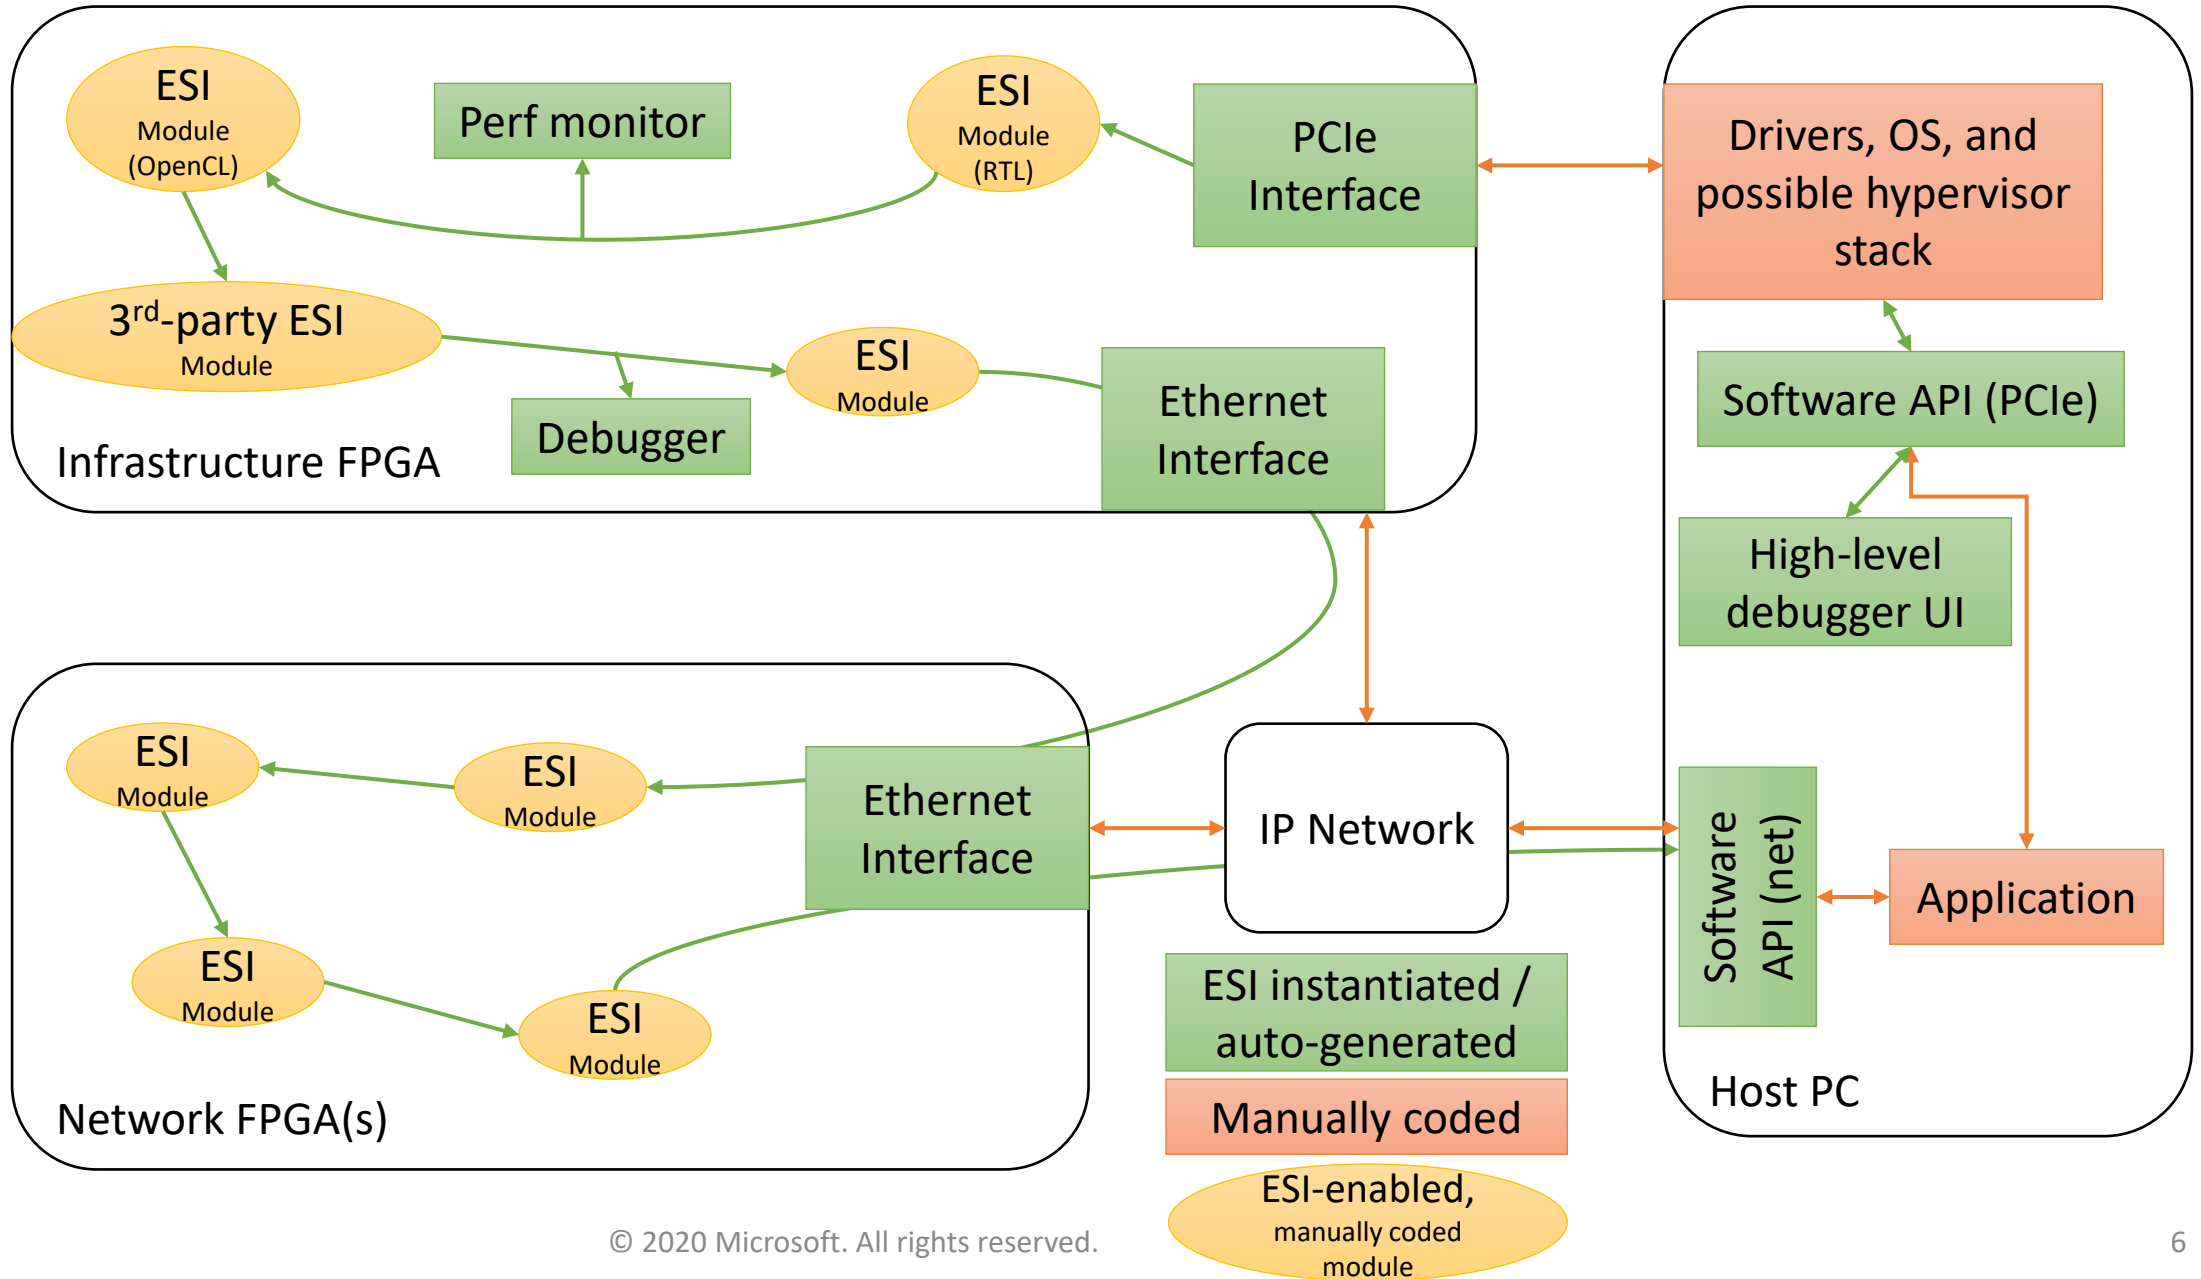 ESI
Module
(OpenCL)
Perf monitor
ESI
Module
(RTL)
PCIe
Interface
Drivers, OS, and
possible hypervisor
stack
3rd-party ESI
Module
ESI
Module
Ethernet
Interface
Software API (PCIe)
Debugger
Infrastructure FPGA
High-level
debugger UI
ESI
Module
ESI
Module
Ethernet
Interface
IP Network
Software
API (net)
Application
ESI
Module
ESI
Module
Network FPGA(s)
ESI instantiated /
auto-generated
Manually coded
ESI-enabled,
manually coded
module
Host PC
© 2020 Microsoft. All rights reserved.
6